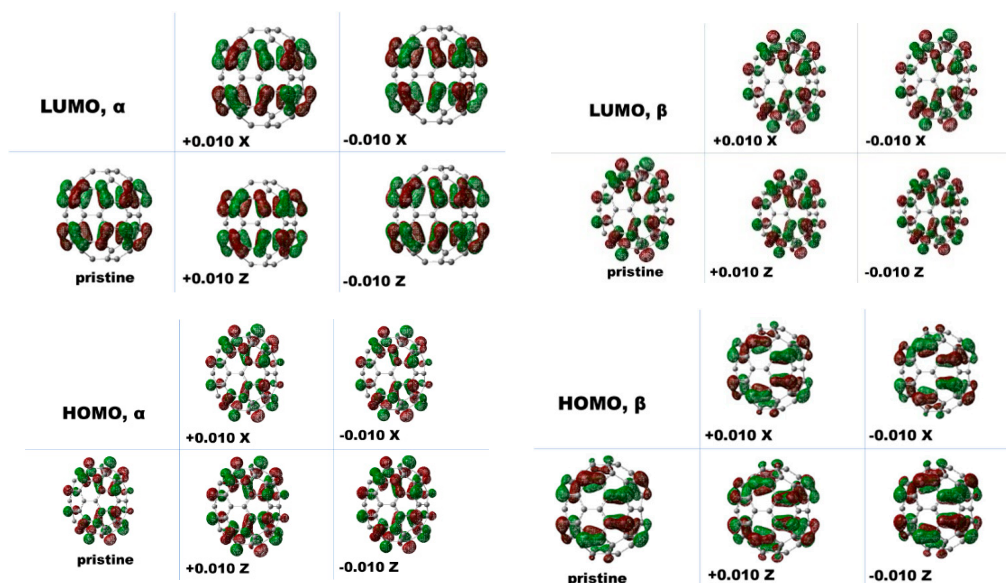 LUMO, α
+0.010 X
-0.010 X
pristine
+0.010 Z
-0.010 Z
LUMO, β
+0.010 X
-0.010 X
pristine
+0.010 Z
-0.010 Z
HOMO, α
+0.010 X
-0.010 X
pristine
+0.010 Z
-0.010 Z
HOMO, β
+0.010 X
-0.010 X
pristine
+0.010 Z
-0.010 Z